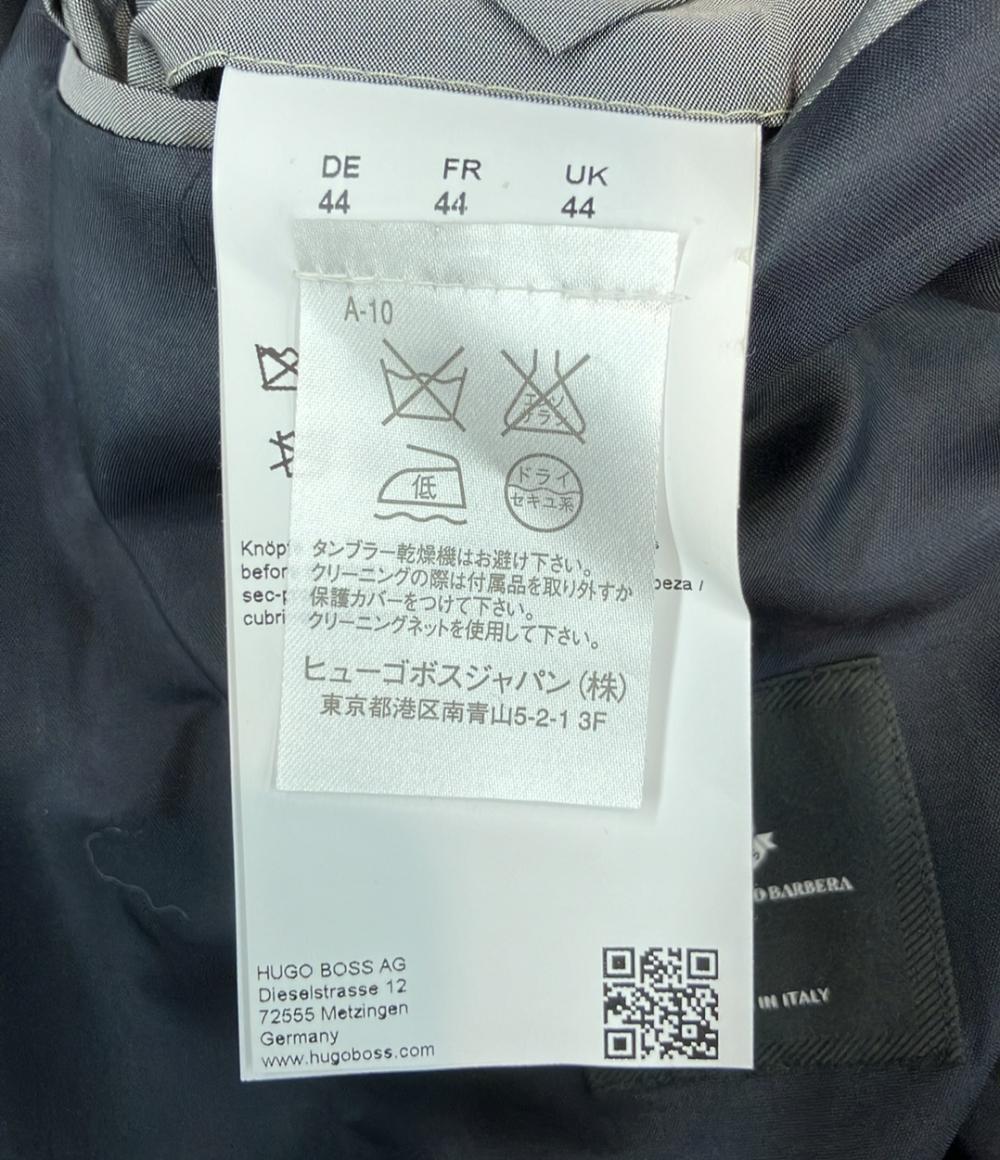 DE FR UK
44 44 44
A-10
エンソ
サラシ
低
ドライ
セキユ系
タンブラー乾燥機はお避け下さい。
クリーニングの際は付属品を取り外すか
保護カバーをつけて下さい。
クリーニングネットを使用して下さい。
ヒューゴボスジャパン(株)
東京都港区南青山5-2-1 3F
Knöpf
befor
sec-p
cubri
beza /
HUGO BOSS AG
Dieselstrasse 12
72555 Metzingen
Germany
www.hugoboss.com
O BARBERA
IN ITALY